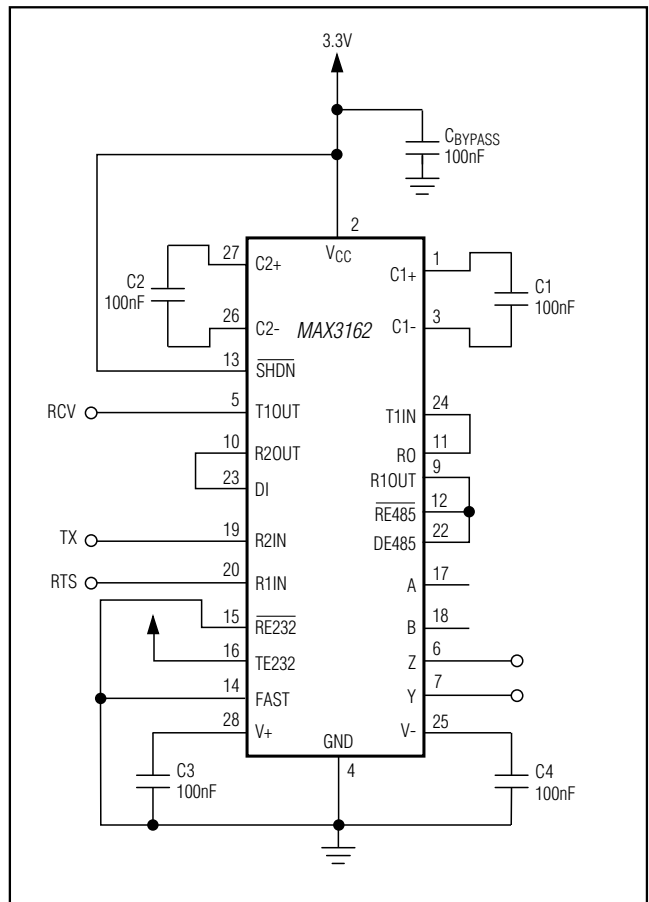 3.3V
CBYPASS
100nF
2
VCC
27
C2+
C2
100nF
26
C2-
MAX3162
1
C1+
C1
100nF
3
C1-
13
SHDN
RCV
5
T1OUT
24
T1IN
10
R2OUT
11
RO
23
DI
9
R1OUT
12
RE485
TX
19
R2IN
22
DE485
RTS
20
R1IN
17
A
15
RE232
18
B
16
TE232
6
Z
14
FAST
7
Y
28
V+
25
V-
GND
4
C3
100nF
C4
100nF